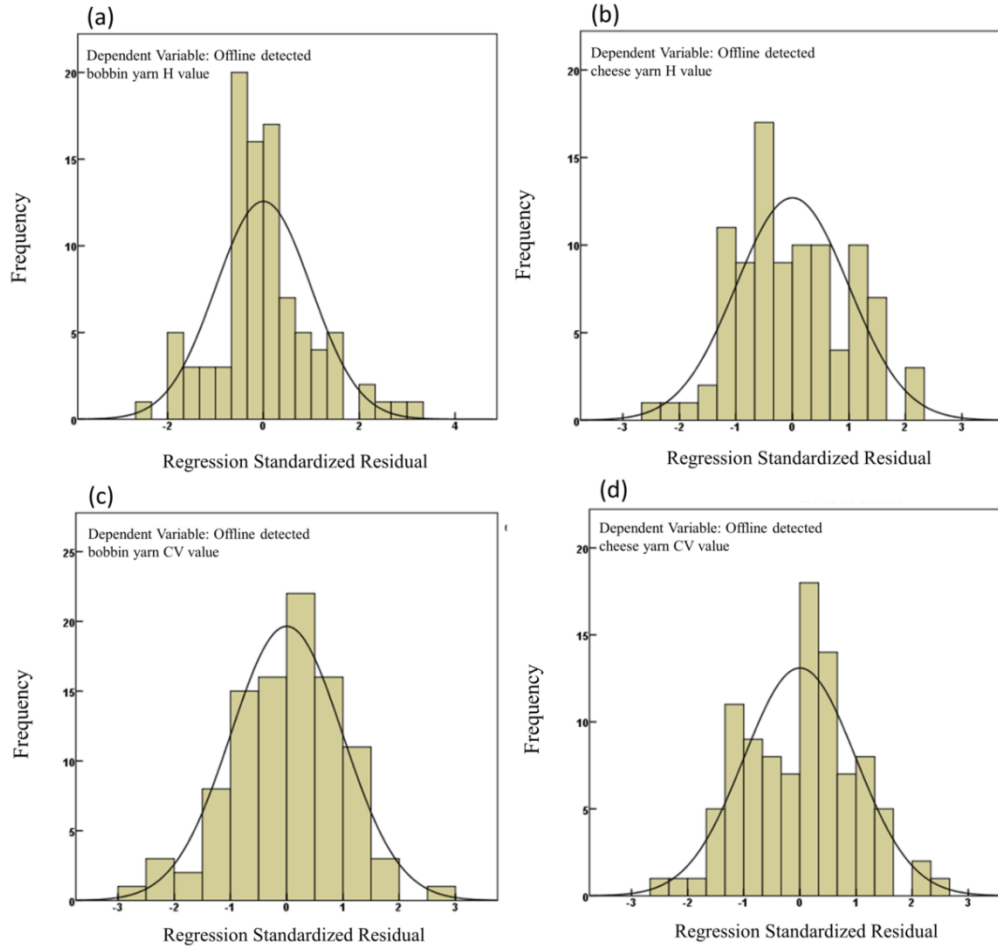 (a)
Dependent Variable: Offline detected
bobbin yarn H value
20
15
10
5
0
Frequency
-2 0 2 4
Regression Standardized Residual
(b)
Dependent Variable: Offline detected
cheese yarn H value
20
15
10
5
0
Frequency
-3 -2 -1 0 1 2 3
Regression Standardized Residual
(c)
Dependent Variable: Offline detected
bobbin yarn CV value
25
20
15
10
5
0
Frequency
-3 -2 -1 0 1 2 3
Regression Standardized Residual
(d)
Dependent Variable: Offline detected
cheese yarn CV value
20
15
10
5
0
Frequency
-3 -2 -1 0 1 2 3
Regression Standardized Residual